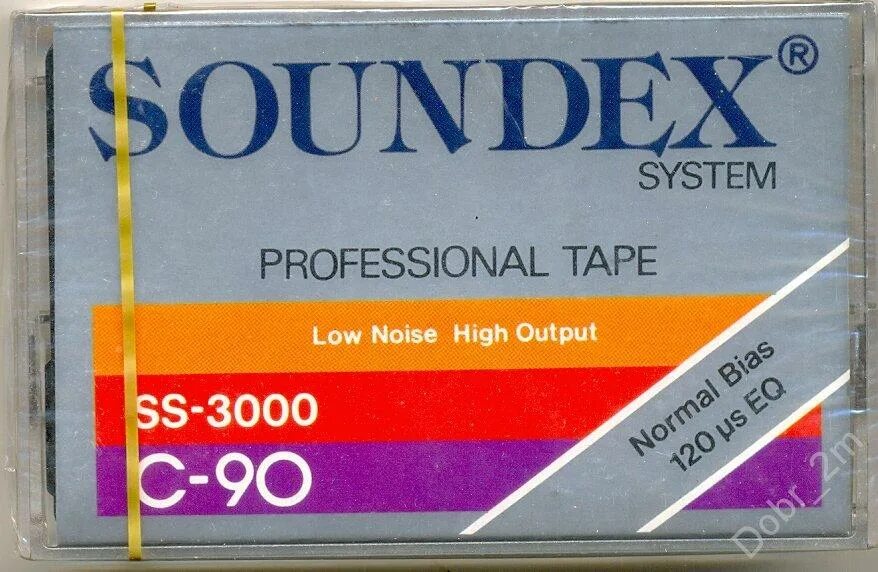 SOUNDEX®
SYSTEM
PROFESSIONAL TAPE
Low Noise High Output
SS-3000
C-90
Normal Bias
120 µs EQ
Dobr_2m